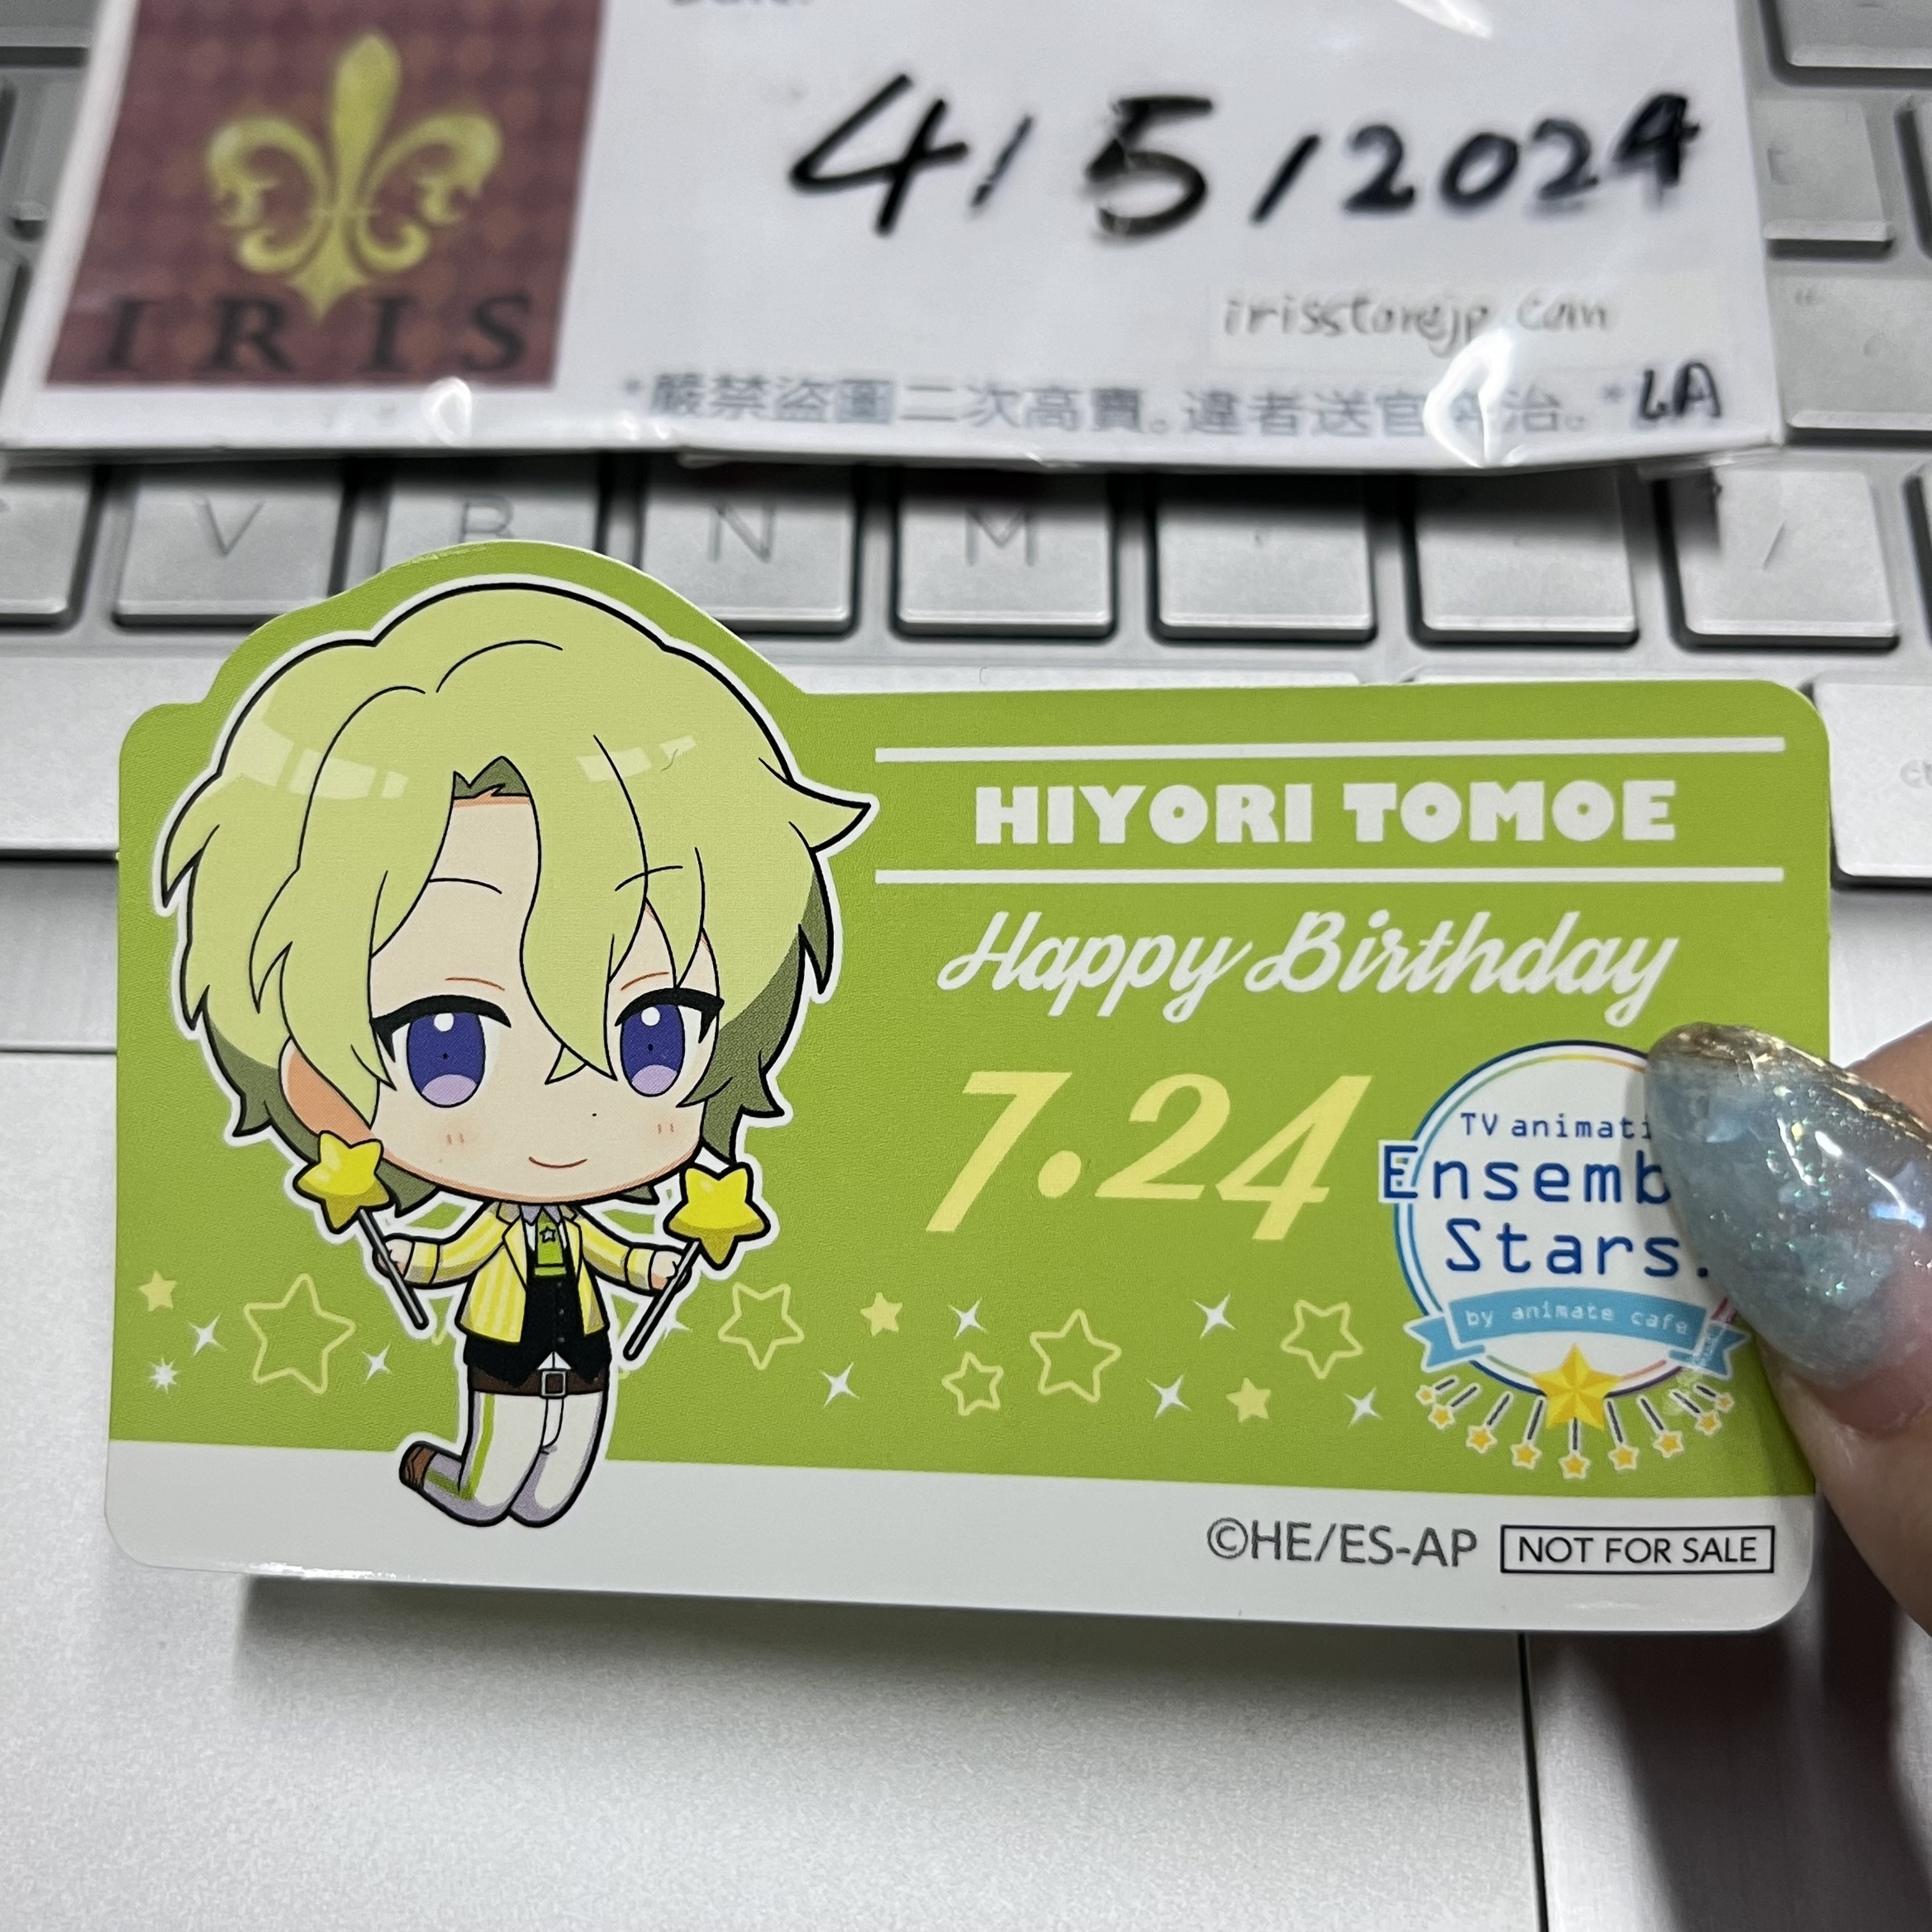 4/5/2024
IRIS
irisstorejp.com
*嚴禁盜圖二次高賣。違者送官 治。*LA
V B N M /
HIYORI TOMOE
Happy Birthday
7.24
TV animati
Ensemb
Stars.
by animate cafe
©HE/ES-AP NOT FOR SALE